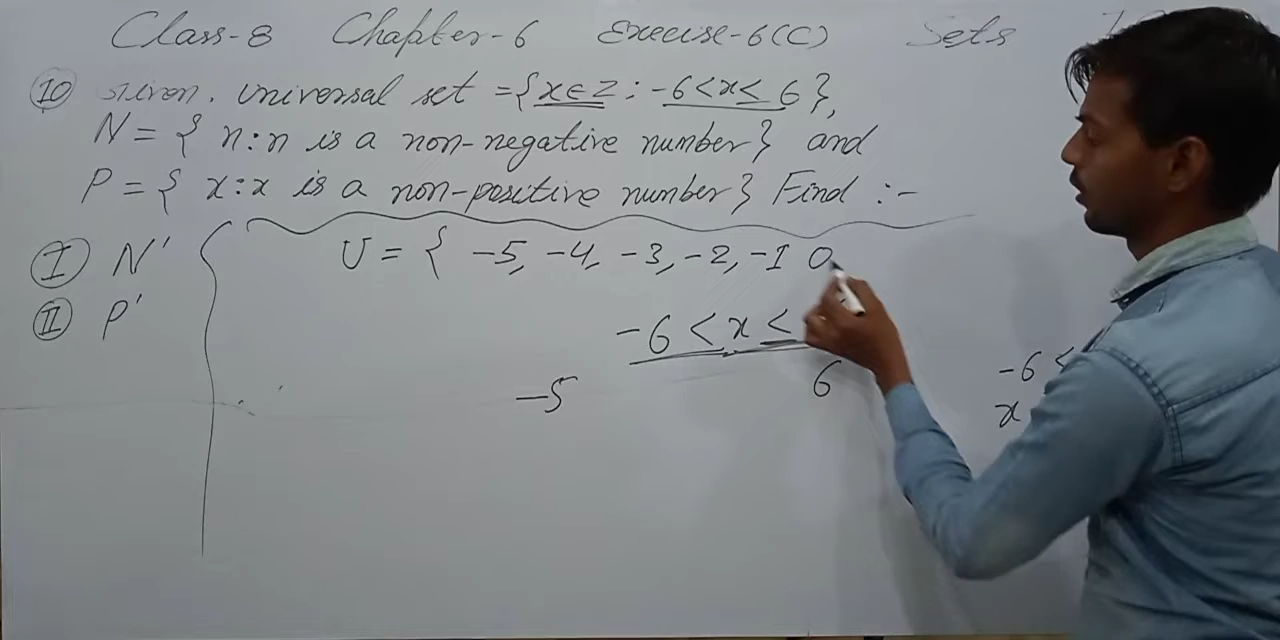 Class-8 Chapter-6 Exercise-6(C) Sets
10 Given. universal set = {x∈Z : -6<x≤6},
N = { n:n is a non-negative number} and
P = { x:x is a non-positive number} Find :-
I N'
II P'
U = { -5, -4, -3, -2, -1 0
-6 < x ≤
-5 6
-6 <
x